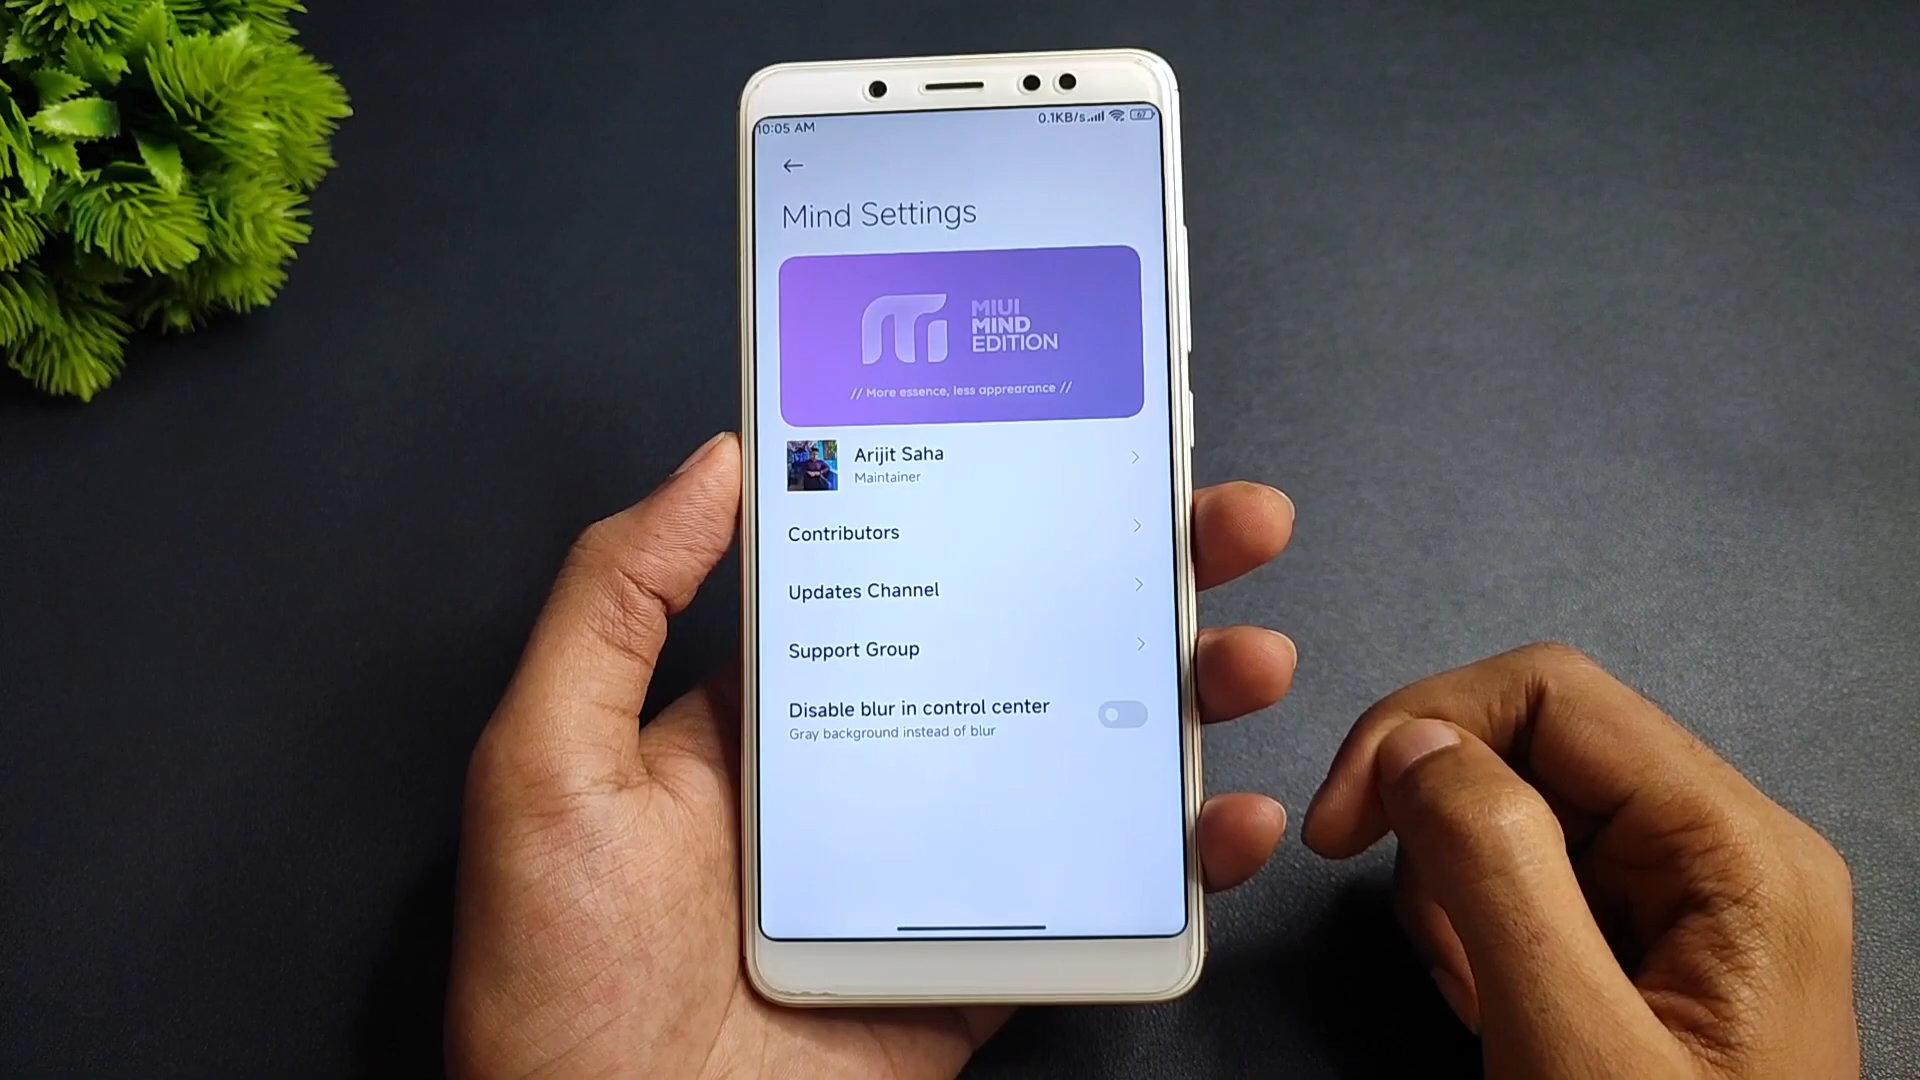 10:05 AM
0.1KB/s
67
Mind Settings
MIUI
MIND
EDITION
// More essence, less apprearance //
Arijit Saha
Maintainer
Contributors
Updates Channel
Support Group
Disable blur in control center
Gray background instead of blur